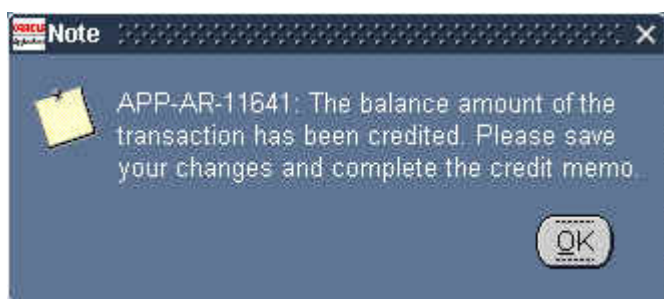 ORACLE
Note
APP-AR-11641: The balance amount of the
transaction has been credited. Please save
your changes and complete the credit memo.
OK